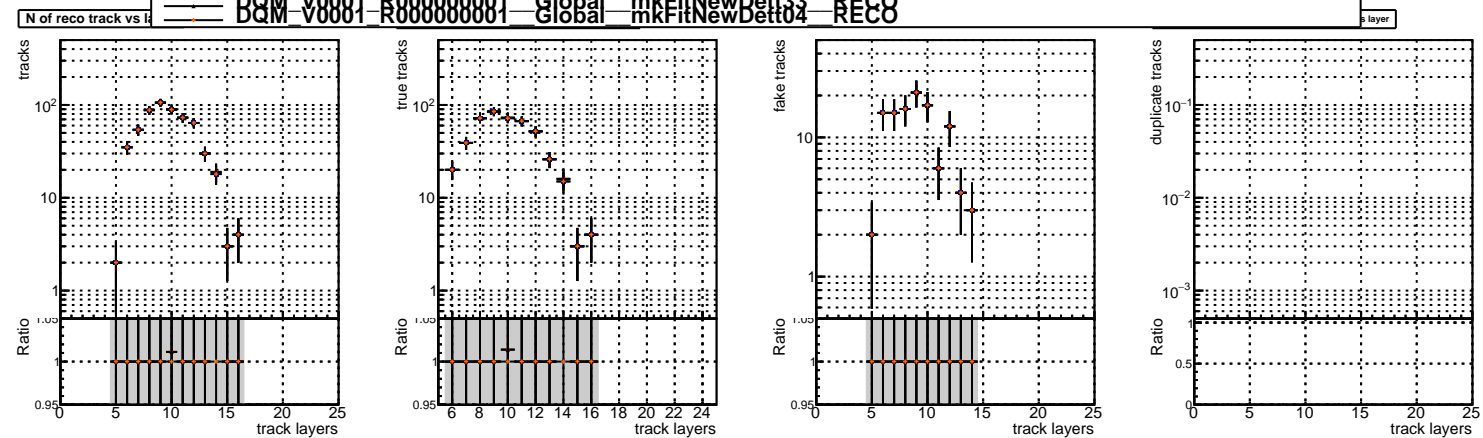 DQM_V0001_R000000001__Global__mkFitNewDett33__RECO
DQM_V0001_R000000001__Global__mkFitNewDett04__RECO
N of reco track vs
s layer
tracks
10²
10
1
Ratio
1.05
1
0.95
0 5 10 15 20 25
track layers
true tracks
10²
10
1
Ratio
1.05
1
0.95
6 8 10 12 14 16 18 20 22 24
track layers
fake tracks
10
1
Ratio
1.05
1
0.95
0 5 10 15 20 25
track layers
duplicate tracks
10⁻¹
10⁻²
10⁻³
Ratio
1
0.5
0
0 5 10 15 20 25
track layers